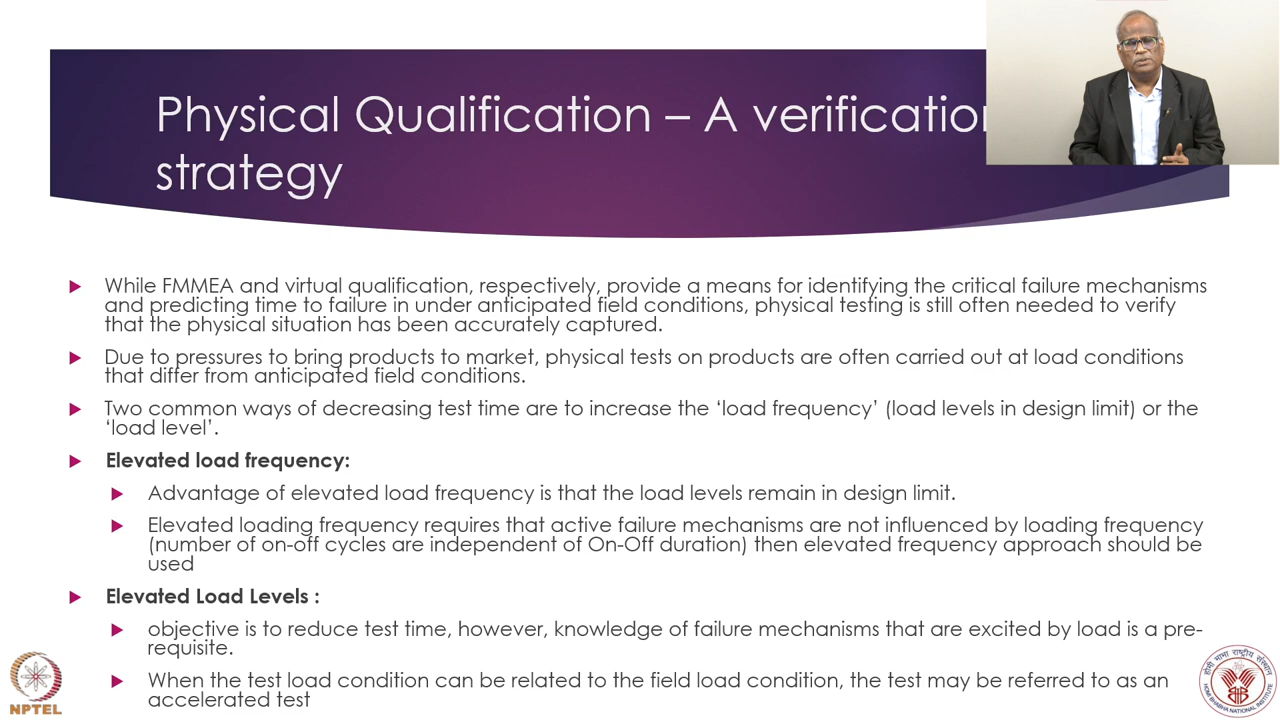 Physical Qualification – A verification
strategy
While FMMEA and virtual qualification, respectively, provide a means for identifying the critical failure mechanisms
and predicting time to failure in under anticipated field conditions, physical testing is still often needed to verify
that the physical situation has been accurately captured.
Due to pressures to bring products to market, physical tests on products are often carried out at load conditions
that differ from anticipated field conditions.
Two common ways of decreasing test time are to increase the ‘load frequency’ (load levels in design limit) or the
‘load level’.
Elevated load frequency:
Advantage of elevated load frequency is that the load levels remain in design limit.
Elevated loading frequency requires that active failure mechanisms are not influenced by loading frequency
(number of on-off cycles are independent of On-Off duration) then elevated frequency approach should be
used
Elevated Load Levels :
objective is to reduce test time, however, knowledge of failure mechanisms that are excited by load is a pre-
requisite.
When the test load condition can be related to the field load condition, the test may be referred to as an
accelerated test
NPTEL
होमी भाभा राष्ट्रीय संस्थान
HOMI BHABHA NATIONAL INSTITUTE